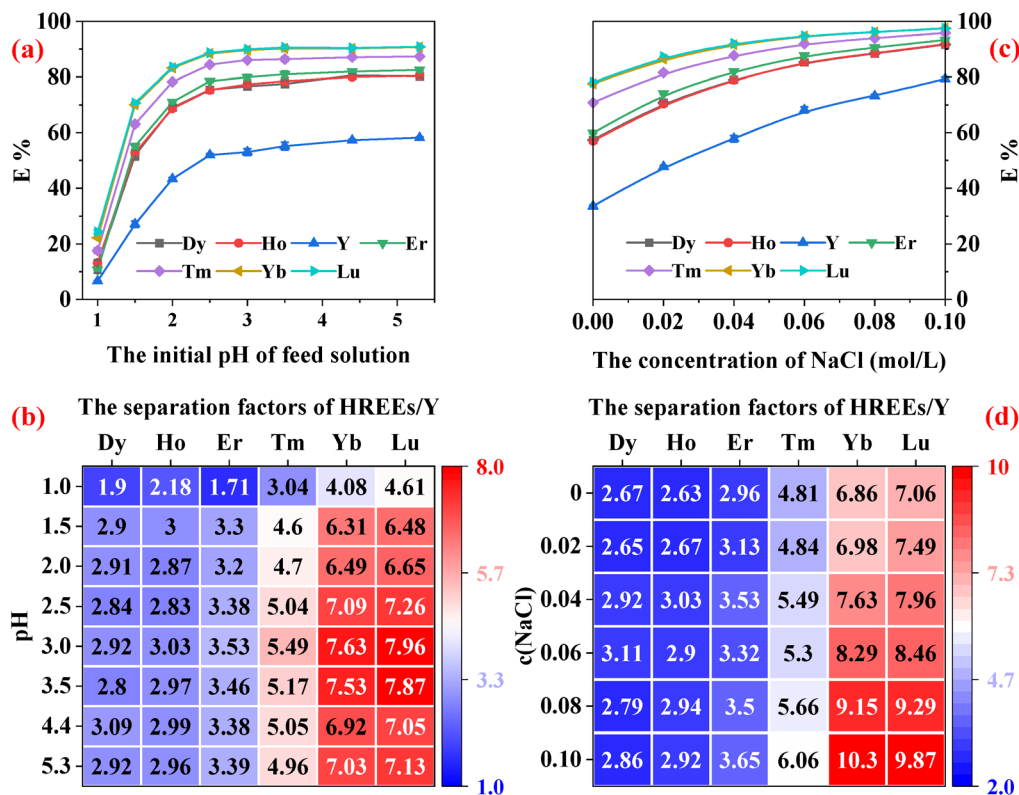 (a)
E %
100
80
60
40
20
0
1 2 3 4 5
Dy Ho Y Er
Tm Yb Lu
The initial pH of feed solution
(c)
E %
100
80
60
40
20
0
0.00 0.02 0.04 0.06 0.08 0.10
Dy Ho Y Er
Tm Yb Lu
The concentration of NaCl (mol/L)
(b)
The separation factors of HREEs/Y
Dy Ho Er Tm Yb Lu
pH
1.0 1.9 2.18 1.71 3.04 4.08 4.61
1.5 2.9 3 3.3 4.6 6.31 6.48
2.0 2.91 2.87 3.2 4.7 6.49 6.65
2.5 2.84 2.83 3.38 5.04 7.09 7.26
3.0 2.92 3.03 3.53 5.49 7.63 7.96
3.5 2.8 2.97 3.46 5.17 7.53 7.87
4.4 3.09 2.99 3.38 5.05 6.92 7.05
5.3 2.92 2.96 3.39 4.96 7.03 7.13
8.0
5.7
3.3
1.0
(d)
The separation factors of HREEs/Y
Dy Ho Er Tm Yb Lu
c(NaCl)
0 2.67 2.63 2.96 4.81 6.86 7.06
0.02 2.65 2.67 3.13 4.84 6.98 7.49
0.04 2.92 3.03 3.53 5.49 7.63 7.96
0.06 3.11 2.9 3.32 5.3 8.29 8.46
0.08 2.79 2.94 3.5 5.66 9.15 9.29
0.10 2.86 2.92 3.65 6.06 10.3 9.87
10
7.3
4.7
2.0